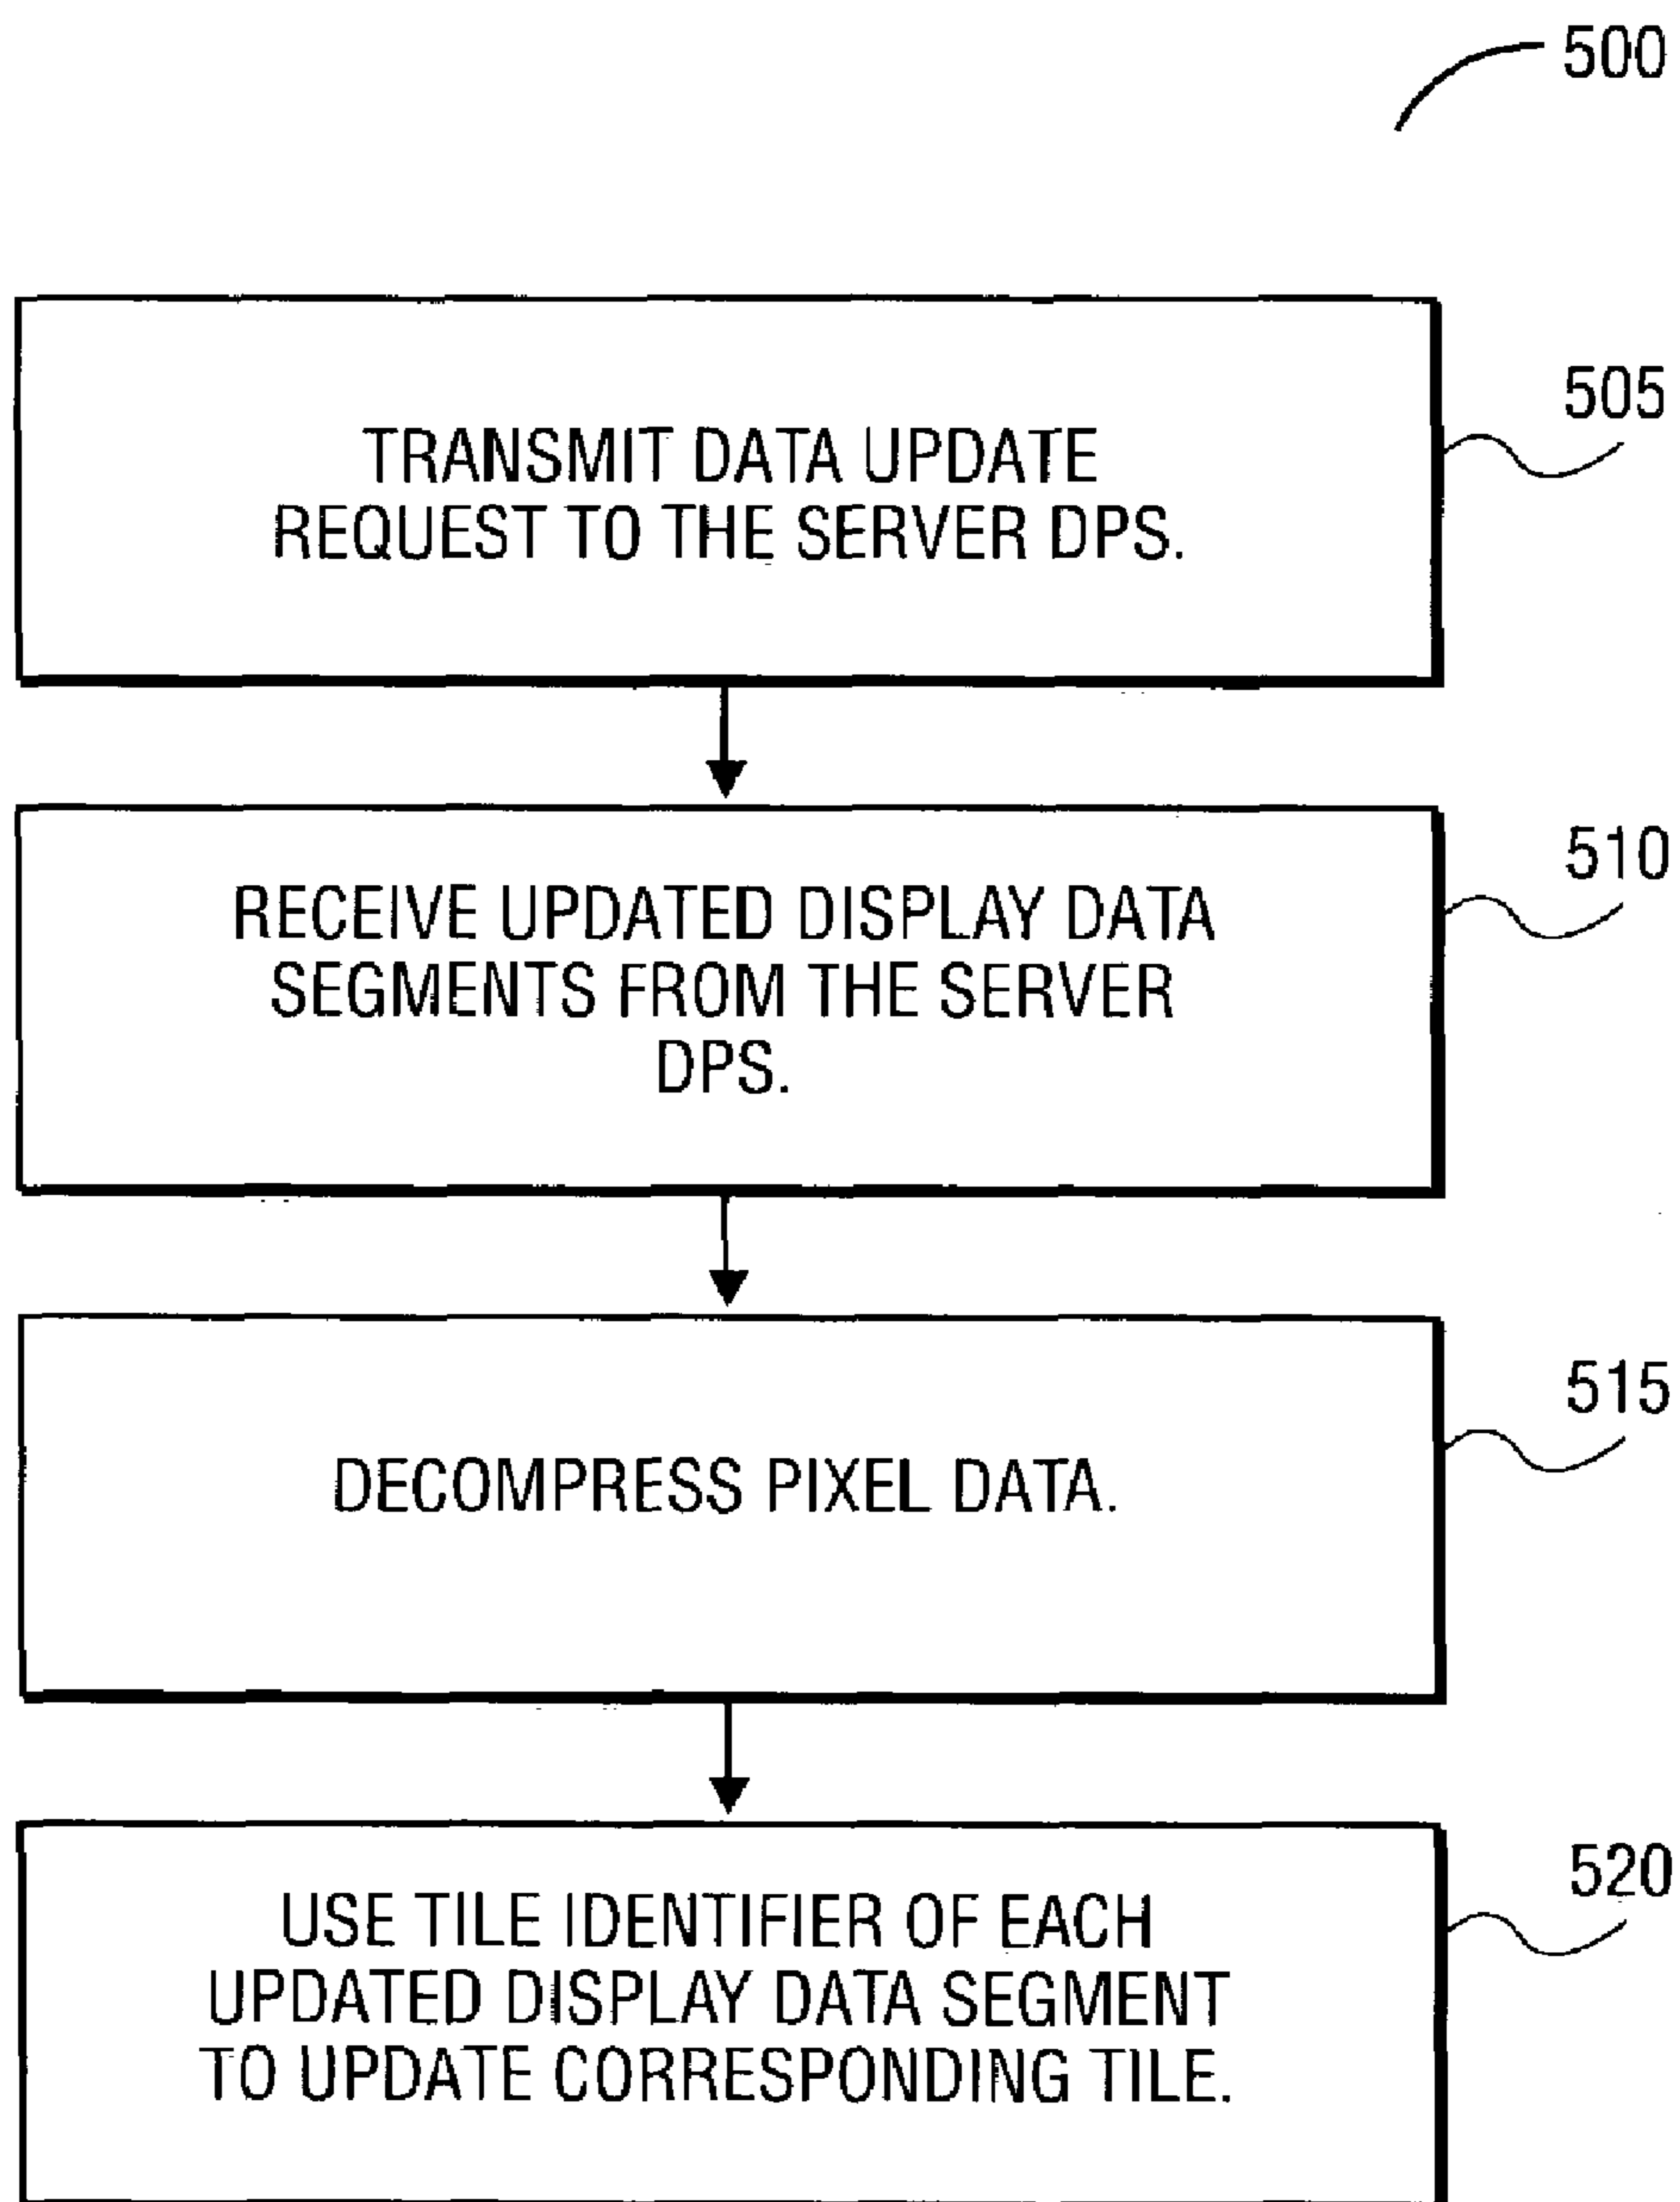 500
TRANSMIT DATA UPDATE
REQUEST TO THE SERVER DPS.
505
RECEIVE UPDATED DISPLAY DATA
SEGMENTS FROM THE SERVER
DPS.
510
DECOMPRESS PIXEL DATA.
515
USE TILE IDENTIFIER OF EACH
UPDATED DISPLAY DATA SEGMENT
TO UPDATE CORRESPONDING TILE.
520